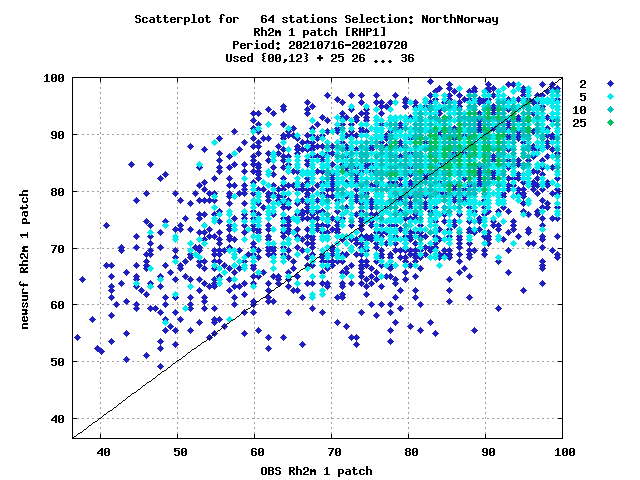 Scatterplot for   64 stations Selection: NorthNorway
Rh2m 1 patch [RHP1]
Period: 20210716-20210720
Used {00,12} + 25 26 ... 36
100
90
80
70
60
50
40
newsurf Rh2m 1 patch
40 50 60 70 80 90 100
OBS Rh2m 1 patch
2
5
10
25